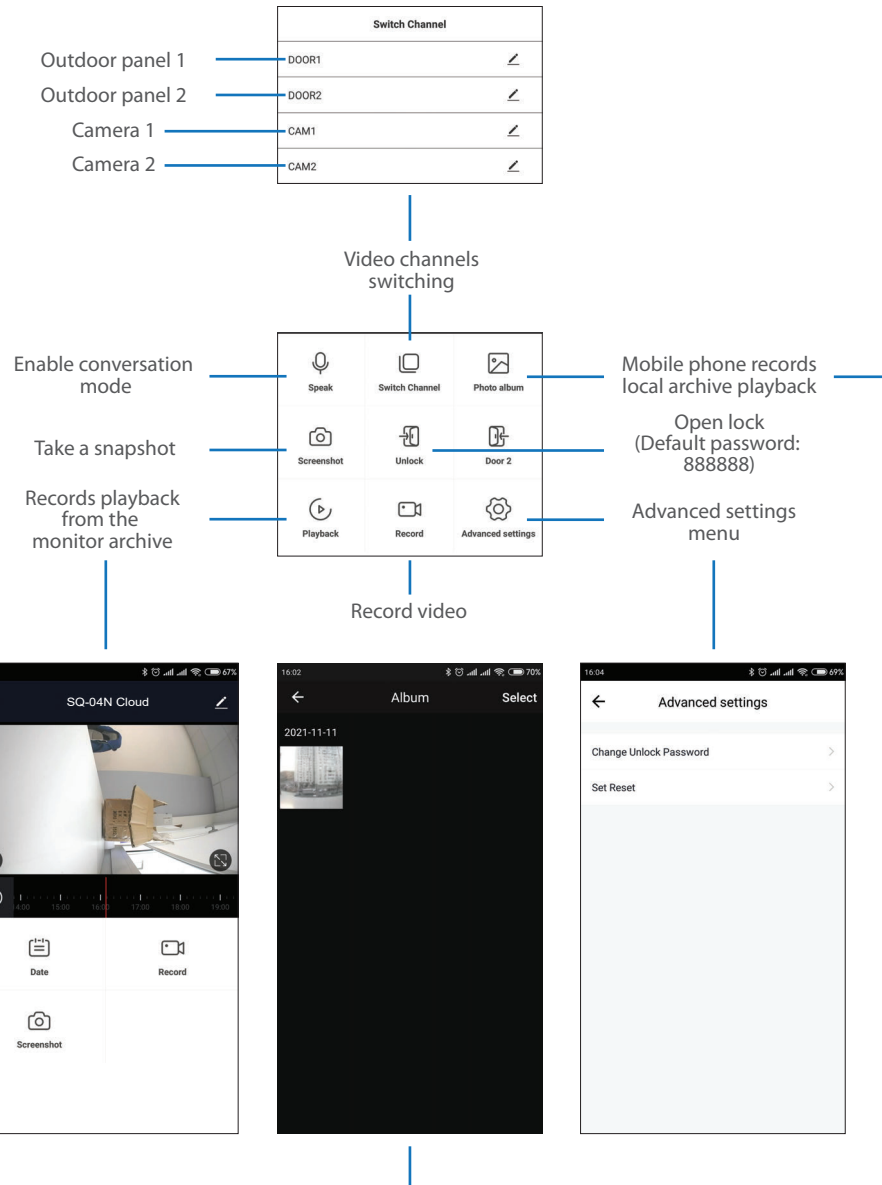 Switch Channel
Outdoor panel 1
DOOR1
Outdoor panel 2
DOOR2
Camera 1
CAM1
Camera 2
CAM2
Video channels
switching
Enable conversation
mode
Speak
Switch Channel
Photo album
Mobile phone records
local archive playback
Take a snapshot
Screenshot
Unlock
Door 2
Open lock
(Default password:
888888)
Records playback
from the
monitor archive
Playback
Record
Advanced settings
Advanced settings
menu
Record video
67%
SQ-04N Cloud
15:00 16:00 17:00 18:00 19:00
Date
Record
Screenshot
16:02 70%
Album Select
2021-11-11
16:04 69%
Advanced settings
Change Unlock Password
Set Reset